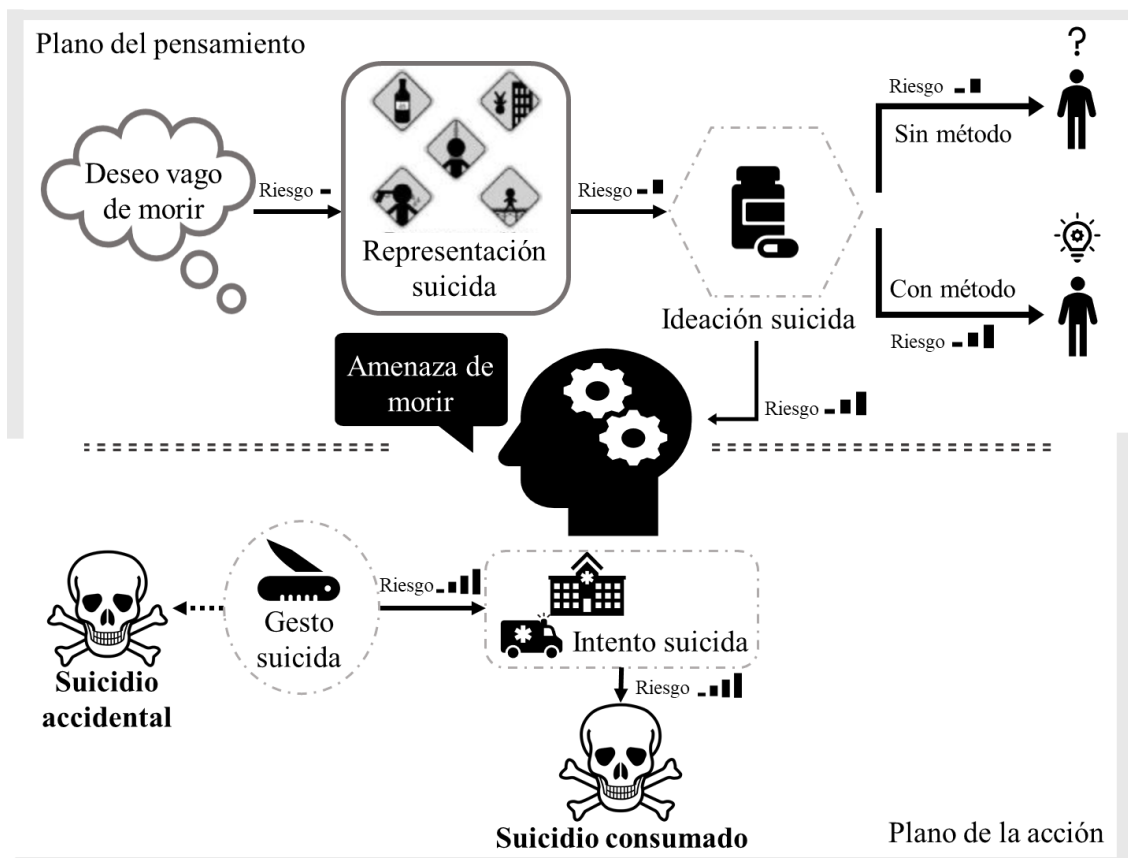 Plano del pensamiento
Deseo vago
de morir
Riesgo
Representación
suicida
Riesgo
Ideación suicida
Riesgo
Sin método
?
Con método
Riesgo
Amenaza de
morir
Riesgo
Suicidio
accidental
Gesto
suicida
Riesgo
Intento suicida
Riesgo
Suicidio consumado
Plano de la acción